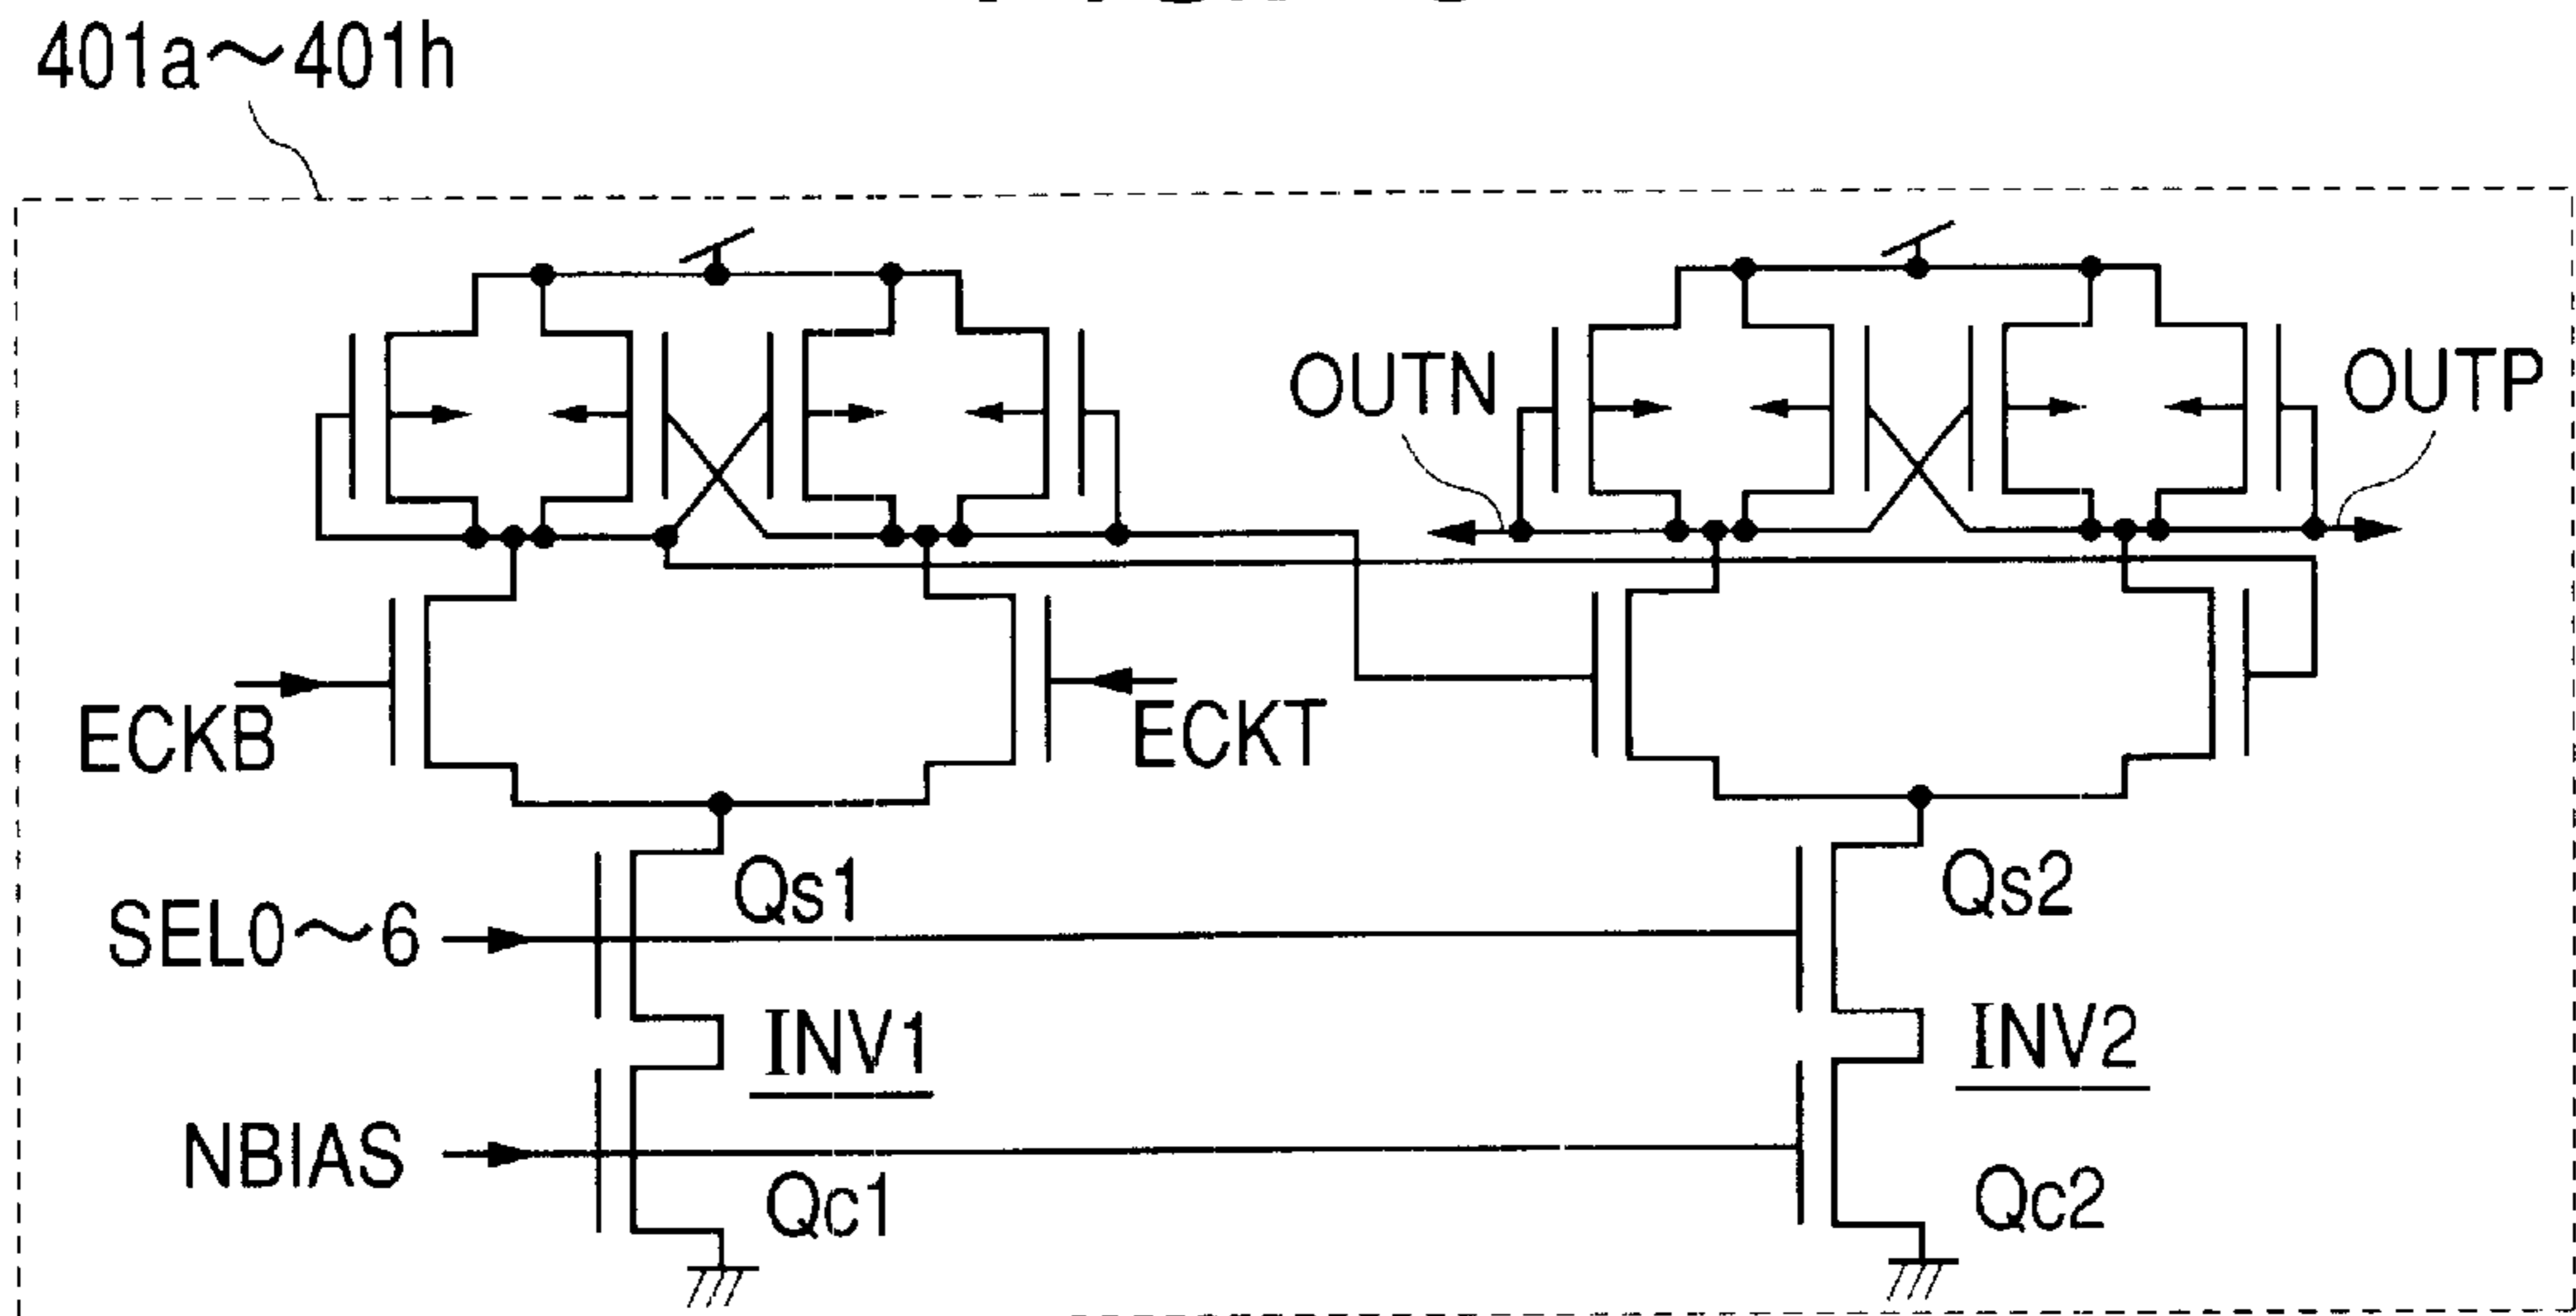 401a～401h
OUTN
OUTP
ECKB
ECKT
Qs1
Qs2
SEL0～6
INV1
INV2
NBIAS
Qc1
Qc2